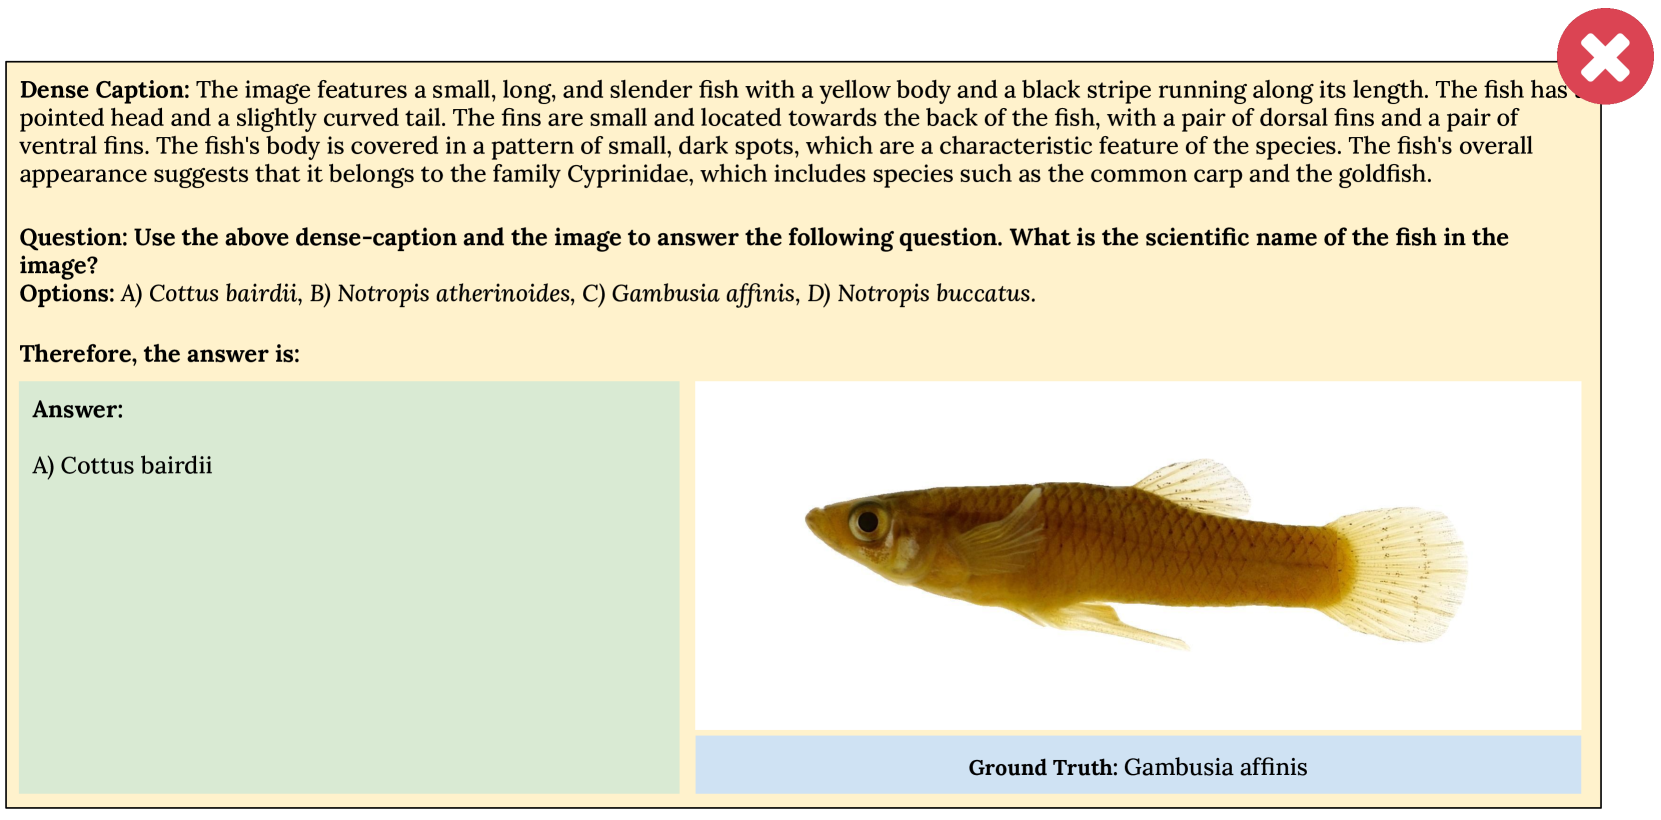 Dense Caption: The image features a small, long, and slender fish with a yellow body and a black stripe running along its length. The fish has
pointed head and a slightly curved tail. The fins are small and located towards the back of the fish, with a pair of dorsal fins and a pair of
ventral fins. The fish's body is covered in a pattern of small, dark spots, which are a characteristic feature of the species. The fish's overall
appearance suggests that it belongs to the family Cyprinidae, which includes species such as the common carp and the goldfish.
Question: Use the above dense-caption and the image to answer the following question. What is the scientific name of the fish in the
image?
Options: A) Cottus bairdii, B) Notropis atherinoides, C) Gambusia affinis, D) Notropis buccatus.
Therefore, the answer is:
Answer:
A) Cottus bairdii
Ground Truth: Gambusia affinis